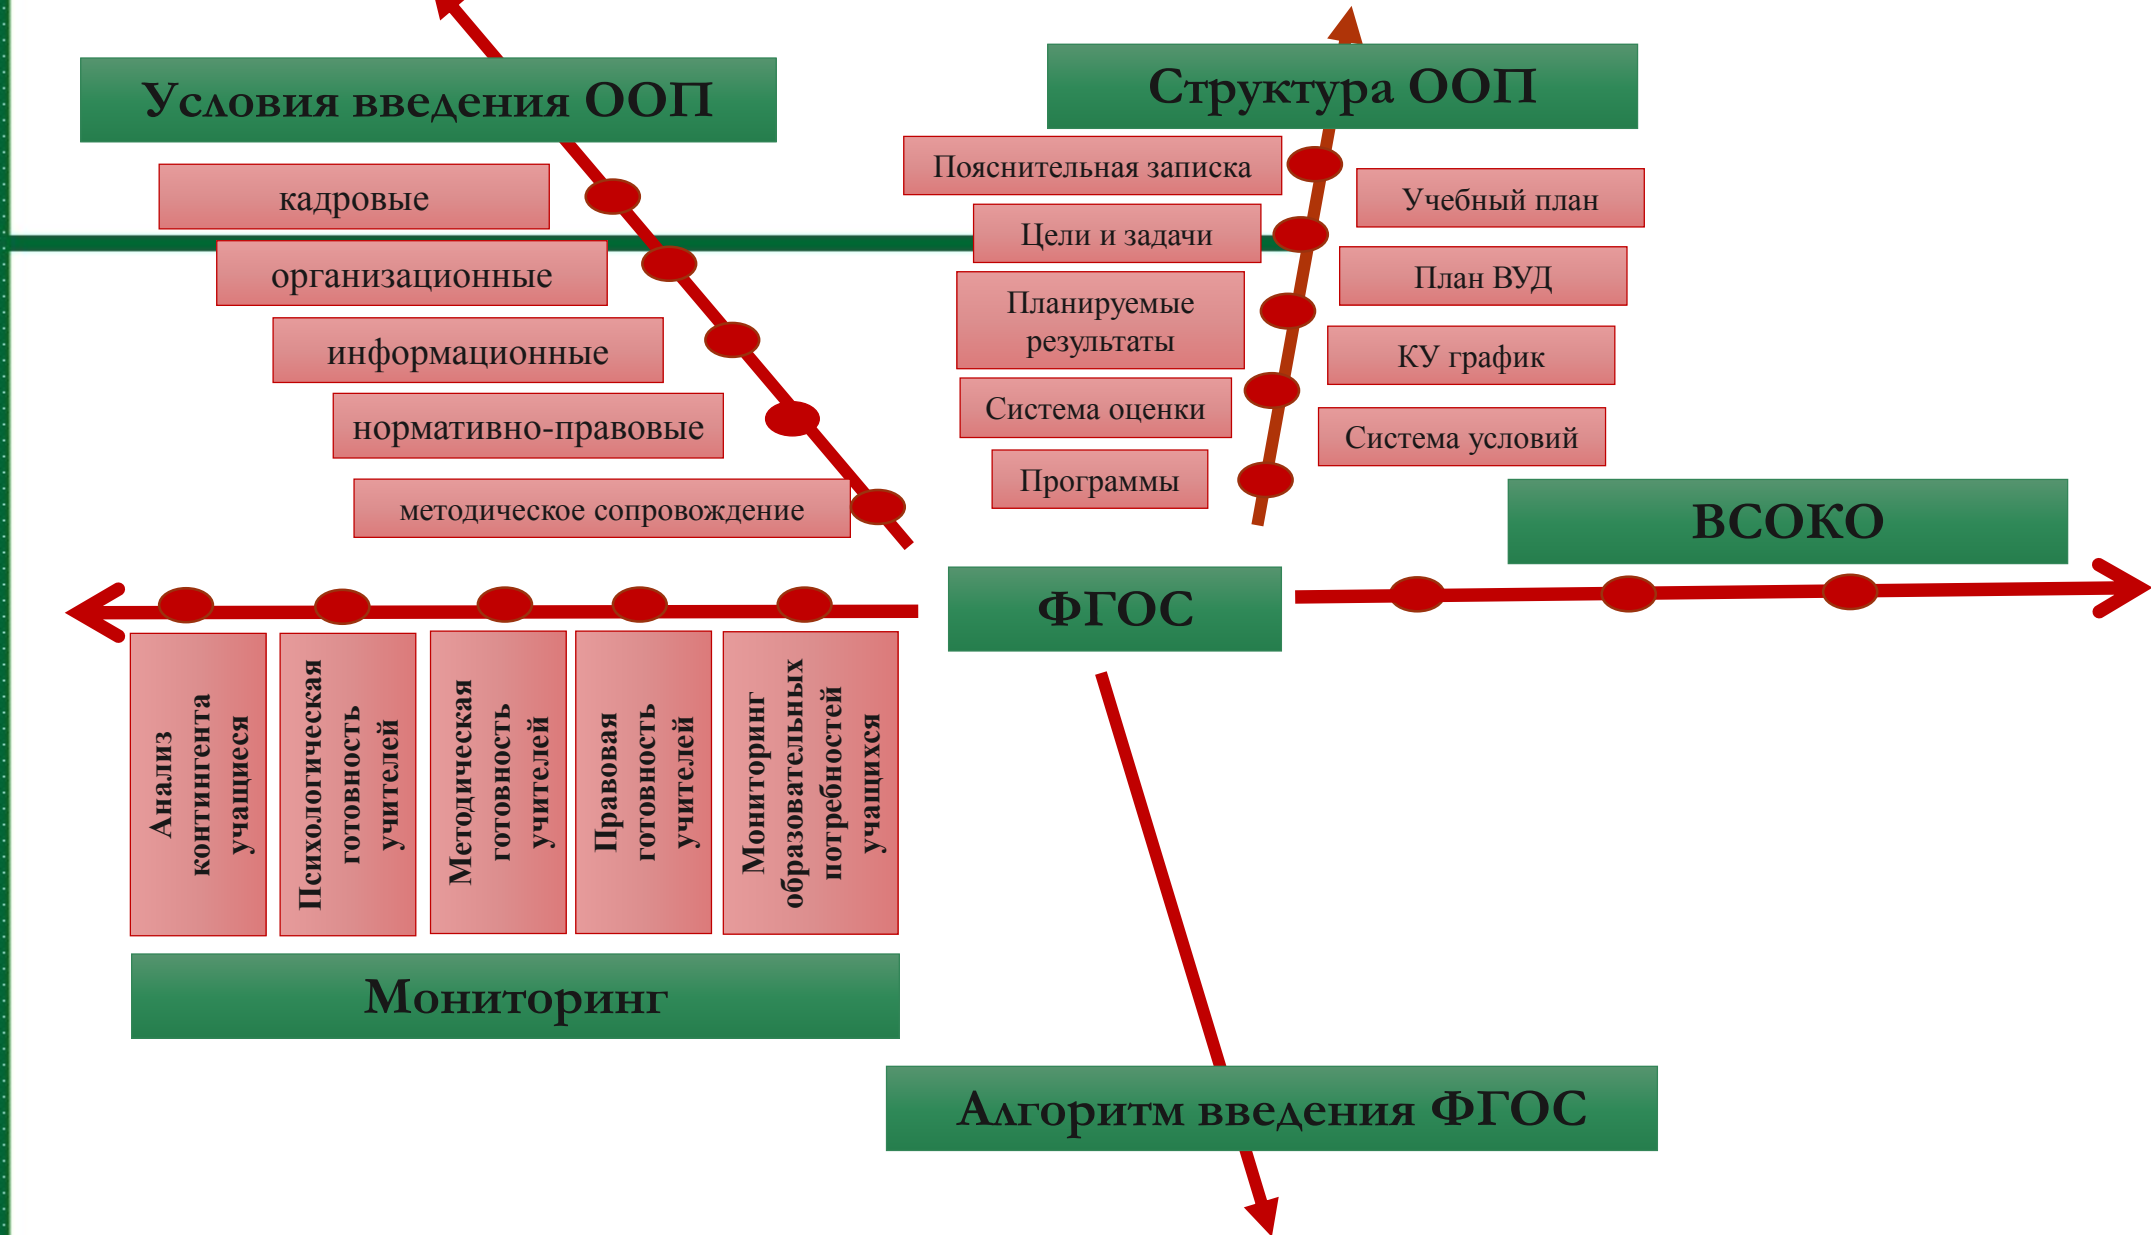 Условия введения ООП
кадровые
организационные
информационные
нормативно-правовые
методическое сопровождение
Структура ООП
Пояснительная записка
Цели и задачи
Планируемые
результаты
Система оценки
Программы
Учебный план
План ВУД
КУ график
Система условий
ВСОКО
ФГОС
Анализ
контингента
учащиеся
Психологическая
готовность
учителей
Методическая
готовность
учителей
Правовая
готовность
учителей
Мониторинг
образовательных
потребностей
учащихся
Мониторинг
Алгоритм введения ФГОС